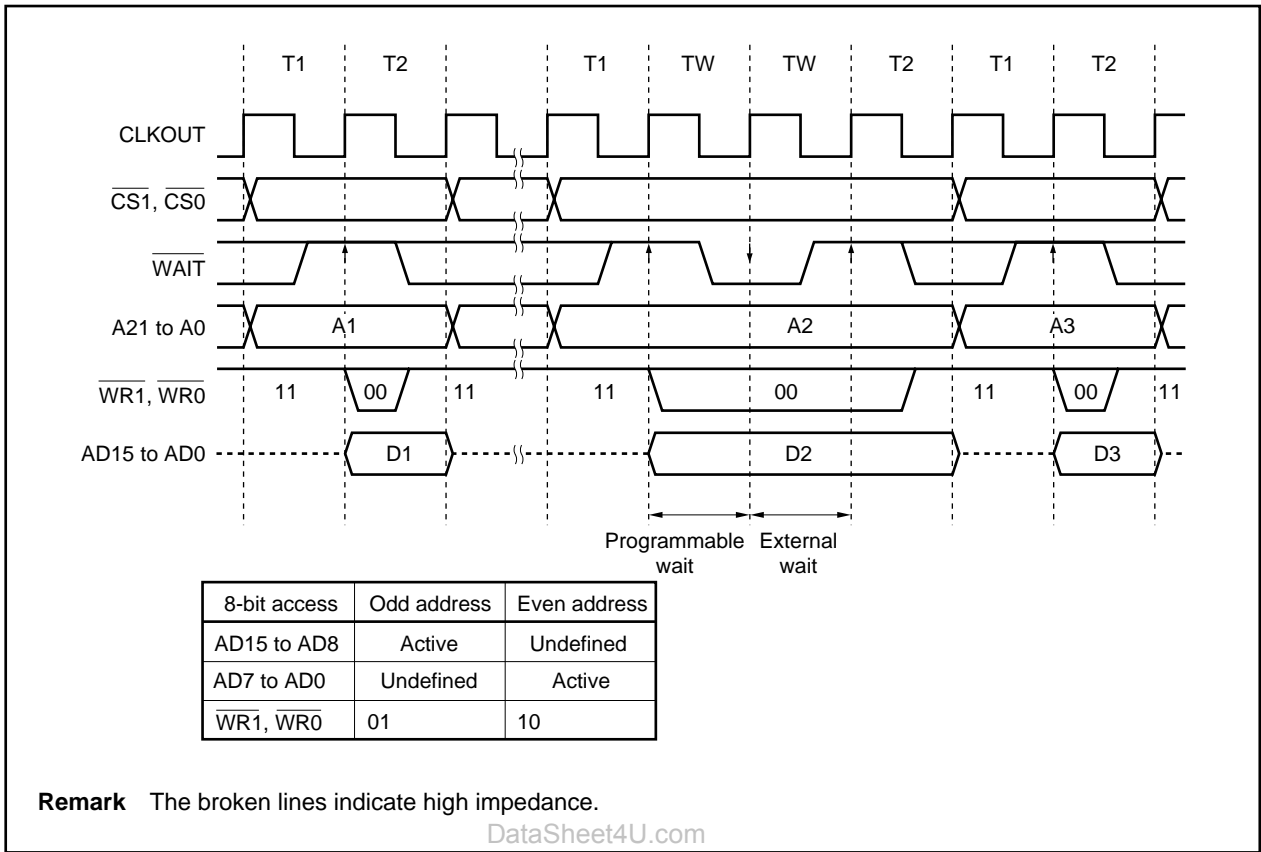 T1 T2 T1 TW TW T2 T1 T2
CLKOUT
CS1, CS0
WAIT
A21 to A0 A1 A2 A3
WR1, WR0 11 00 11 11 00 11 00 11
AD15 to AD0 D1 D2 D3
Programmable wait
External wait
8-bit access Odd address Even address
AD15 to AD8 Active Undefined
AD7 to AD0 Undefined Active
WR1, WR0 01 10
Remark The broken lines indicate high impedance.
DataSheet4U.com